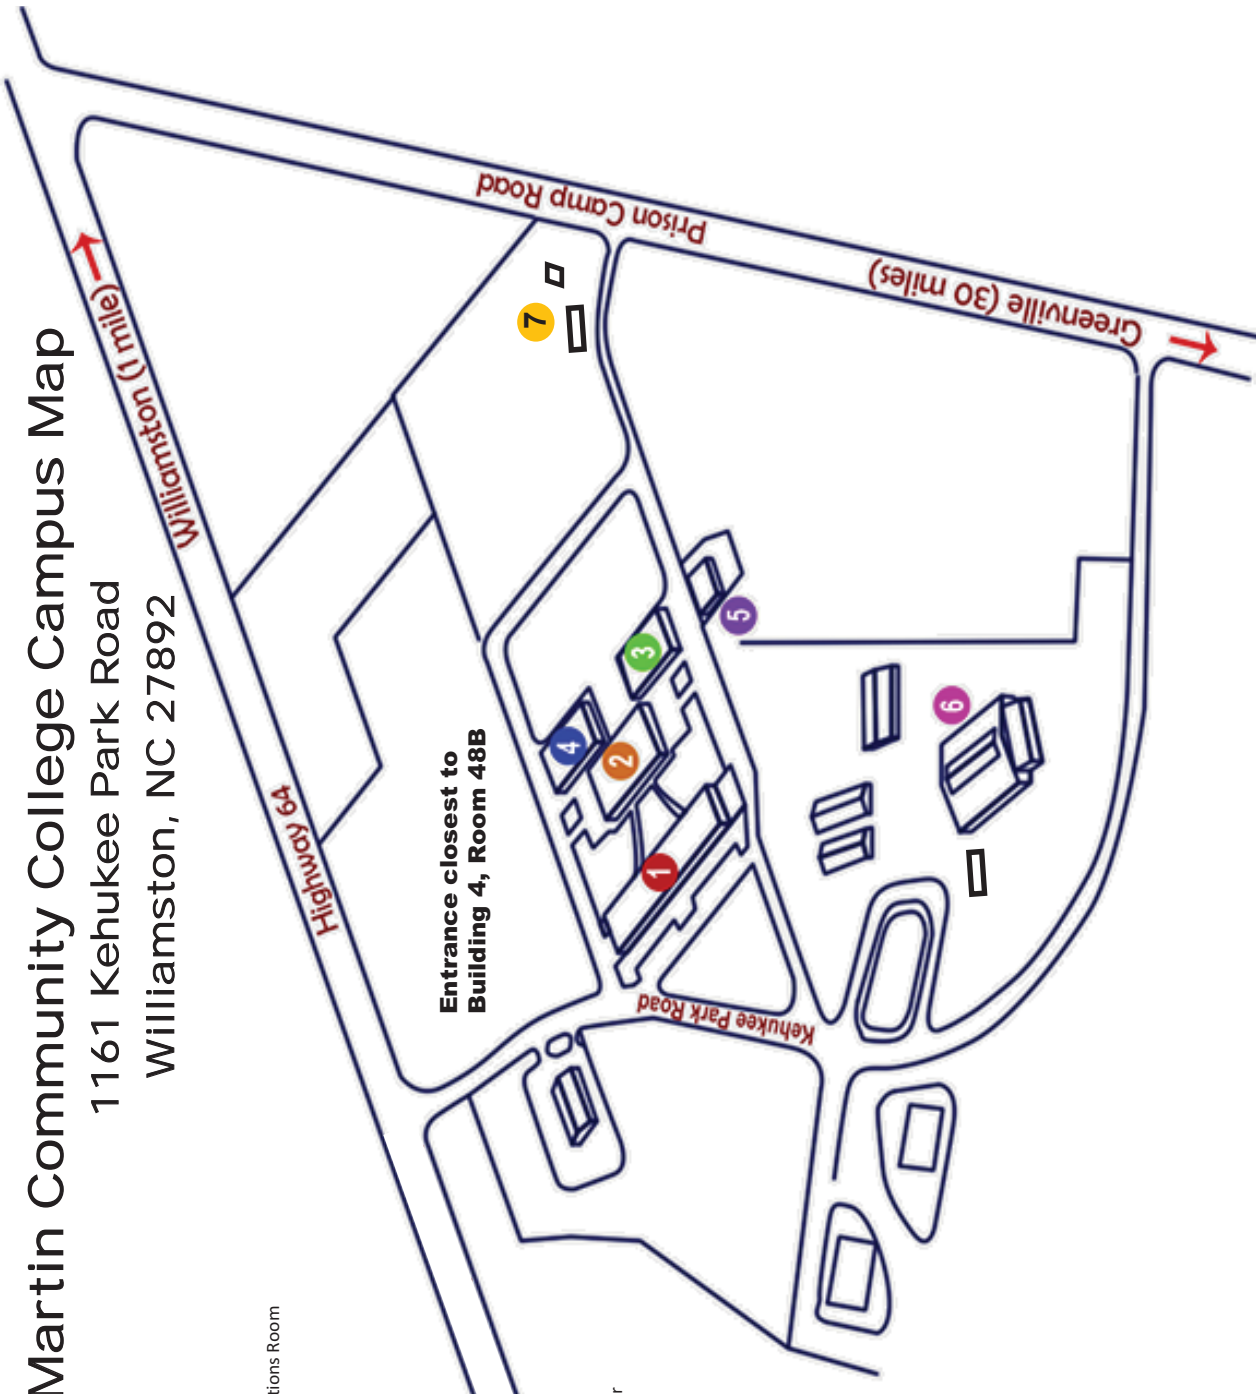 Martin Community College Campus Map
1161 Kehukee Park Road
Williamston, NC 27892
tions Room
r
Williamston (1 mile)
Highway 64
Entrance closest to
Building 4, Room 48B
Prison Camp Road
Greenville (30 miles)
Kehukee Park Road
1
2
3
4
5
6
7